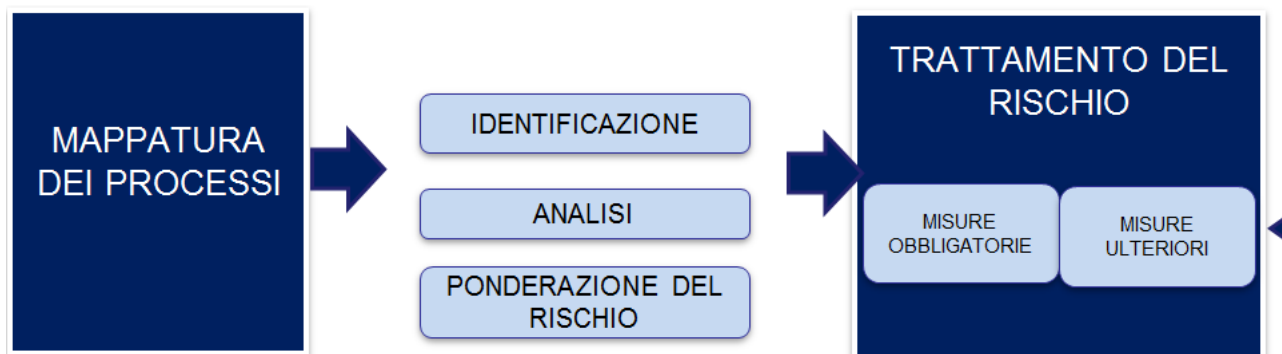 MAPPATURA
DEI PROCESSI
IDENTIFICAZIONE
ANALISI
PONDERAZIONE DEL
RISCHIO
TRATTAMENTO DEL
RISCHIO
MISURE
OBBLIGATORIE
MISURE
ULTERIORI